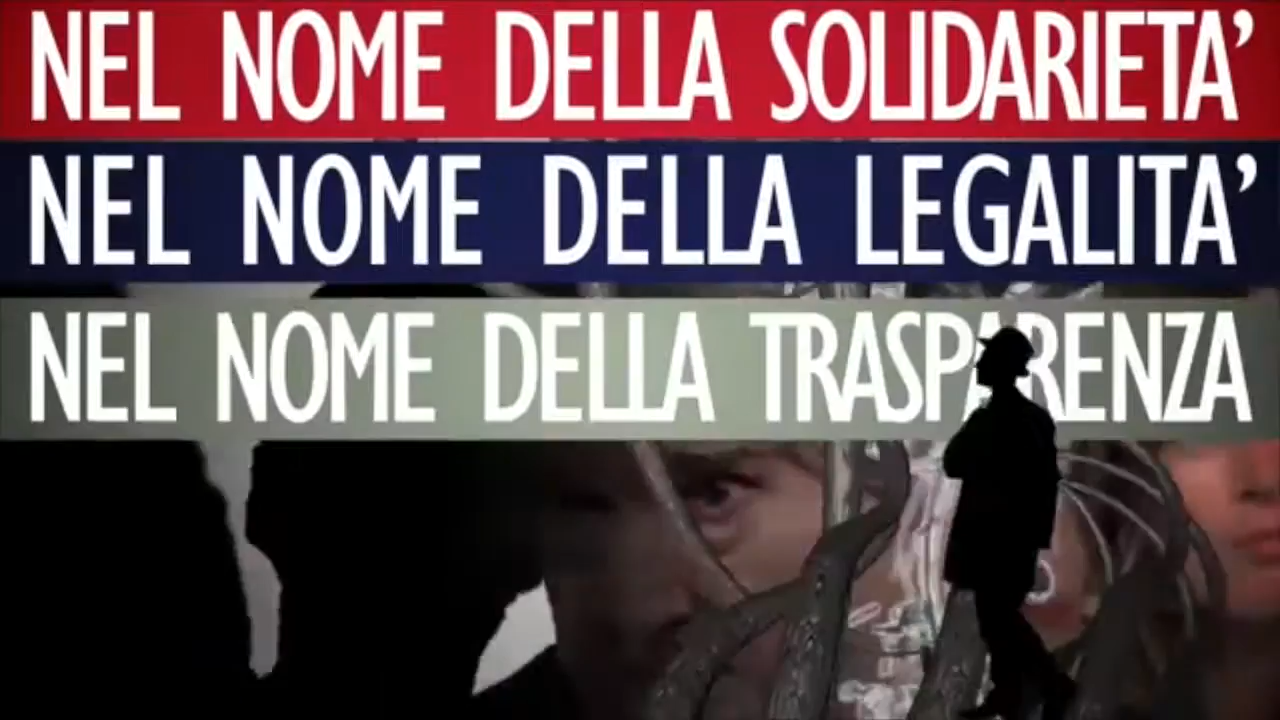 NEL NOME DELLA SOLIDARIETA’
NEL NOME DELLA LEGALITA’
NEL NOME DELLA TRASPARENZA